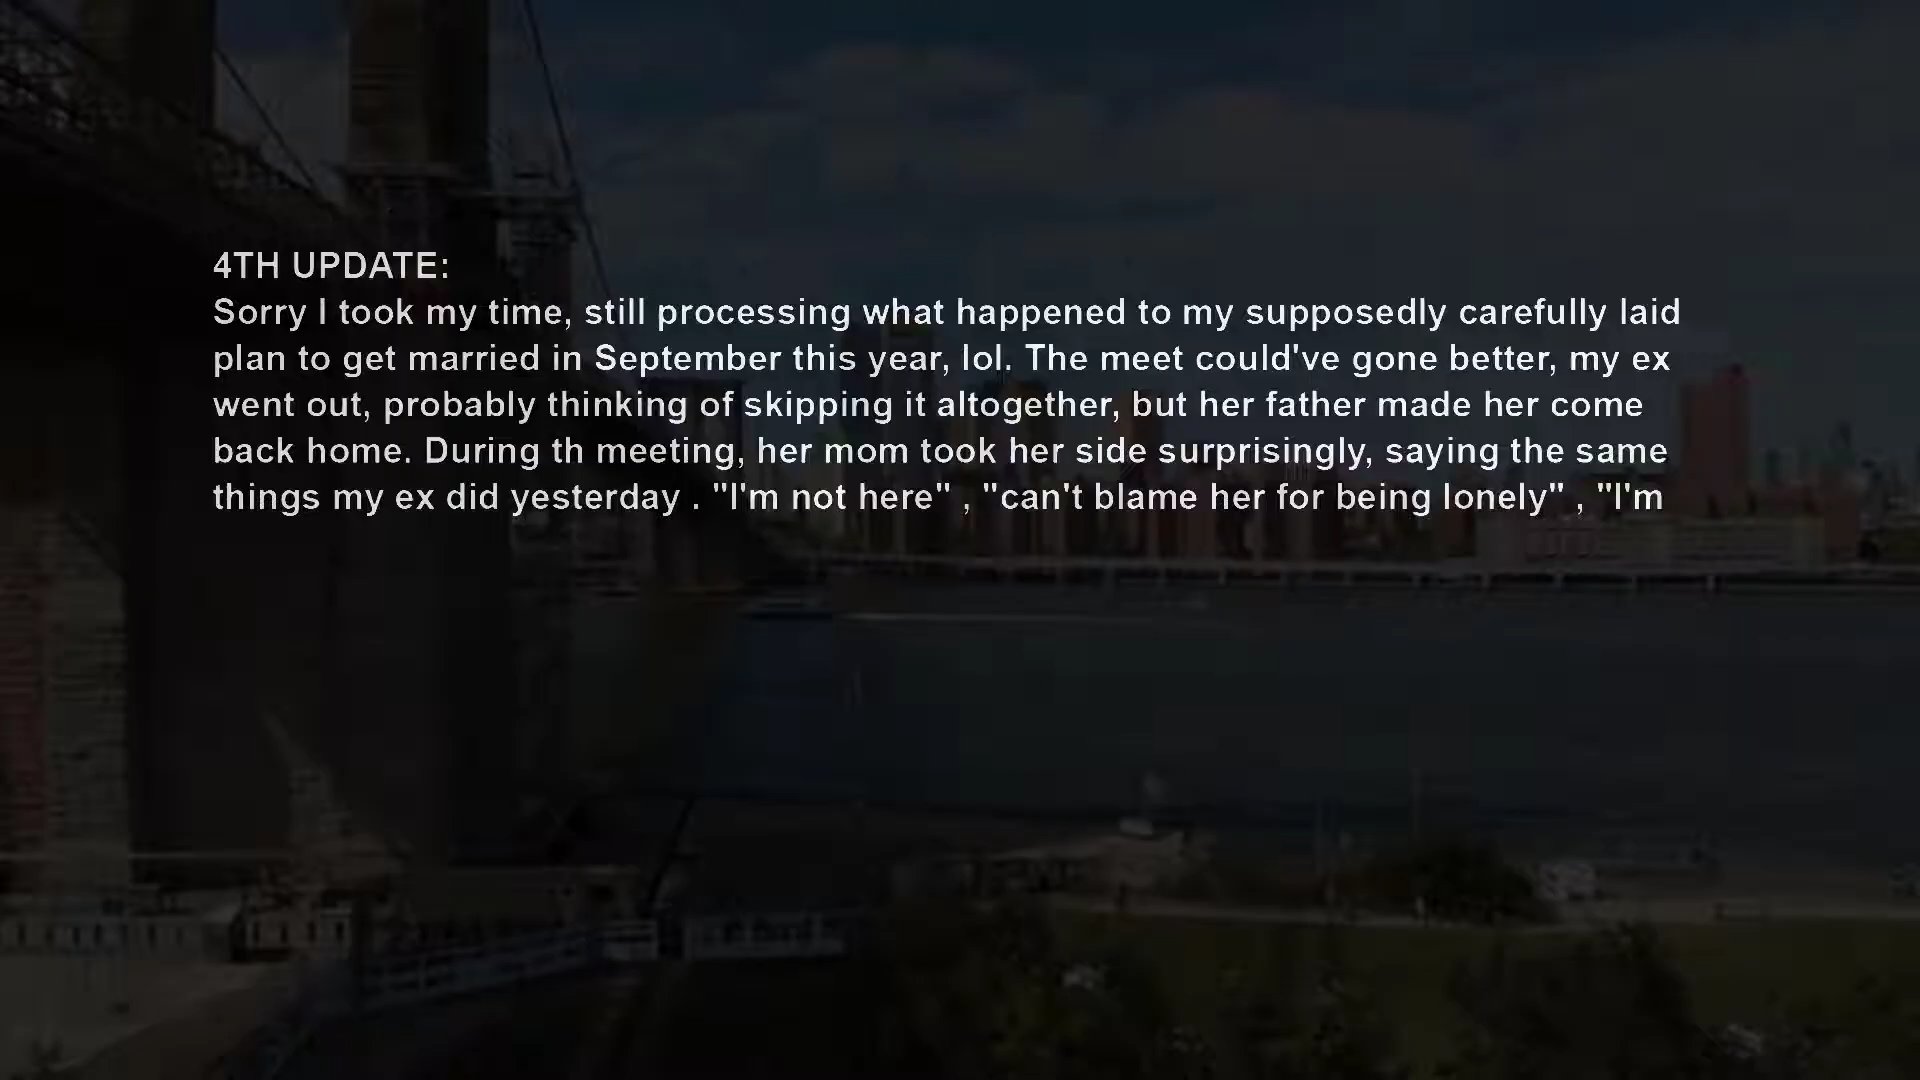 4TH UPDATE:
Sorry I took my time, still processing what happened to my supposedly carefully laid
plan to get married in September this year, lol. The meet could've gone better, my ex
went out, probably thinking of skipping it altogether, but her father made her come
back home. During th meeting, her mom took her side surprisingly, saying the same
things my ex did yesterday . "I'm not here" , "can't blame her for being lonely" , "I'm